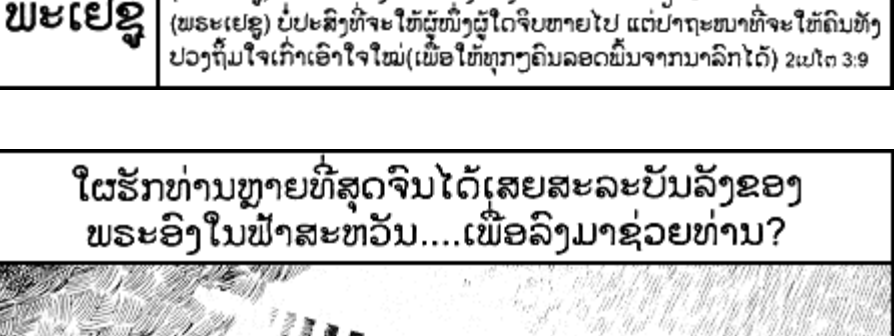 ພະເຢຊູ
(ພຣະເຢຊູ) ບໍ່ປະສົງທີ່ຈະໃຫ້ຜູ້ໜຶ່ງຜູ້ໃດຈິບຫາຍໄປ ແຕ່ປາຖະໜາທີ່ຈະໃຫ້ຄົນທັງ
ປວງຖິ້ມໃຈເກົ່າເອົາໃຈໃໝ່(ເພື່ອໃຫ້ທຸກໆຄົນລອດພົ້ນຈາກນາລົກໄດ້) 2ເປໂຕ 3:9
ໃຜຮັກທ່ານຫຼາຍທີ່ສຸດຈົນໄດ້ເສຍສະລະບັນລັງຂອງ
ພຣະອົງໃນຟ້າສະຫວັນ....ເພື່ອລົງມາຊ່ວຍທ່ານ?